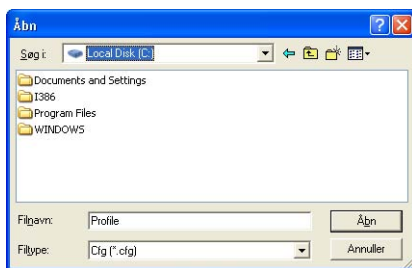 Åbn
Søg i: Local Disk (C:)
Documents and Settings
I386
Program Files
WINDOWS
Filnavn: Profile Åbn
Filtype: Cfg (*.cfg) Annuller